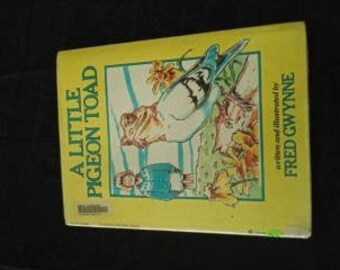 A LITTLE
PIGEON TOAD
written and illustrated by
FRED GWYNNE